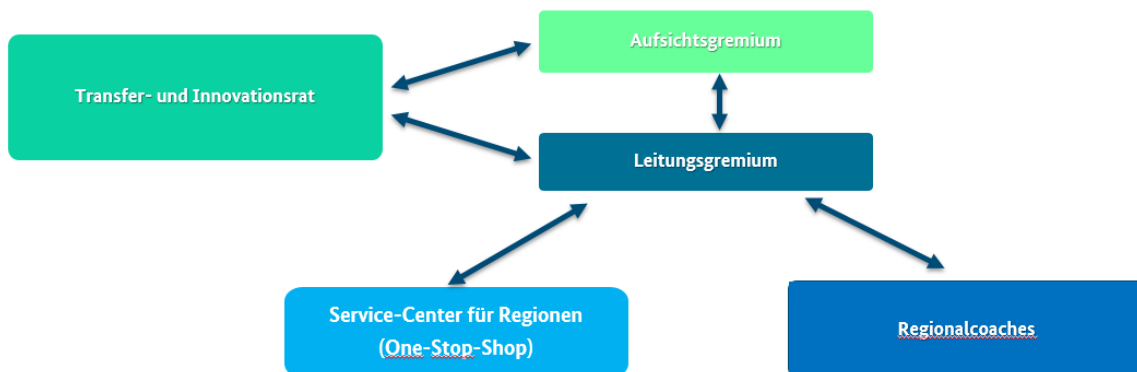 Aufsichtsgremium
Transfer- und Innovationsrat
Leitungsgremium
Service-Center für Regionen
(One-Stop-Shop)
Regionalcoaches